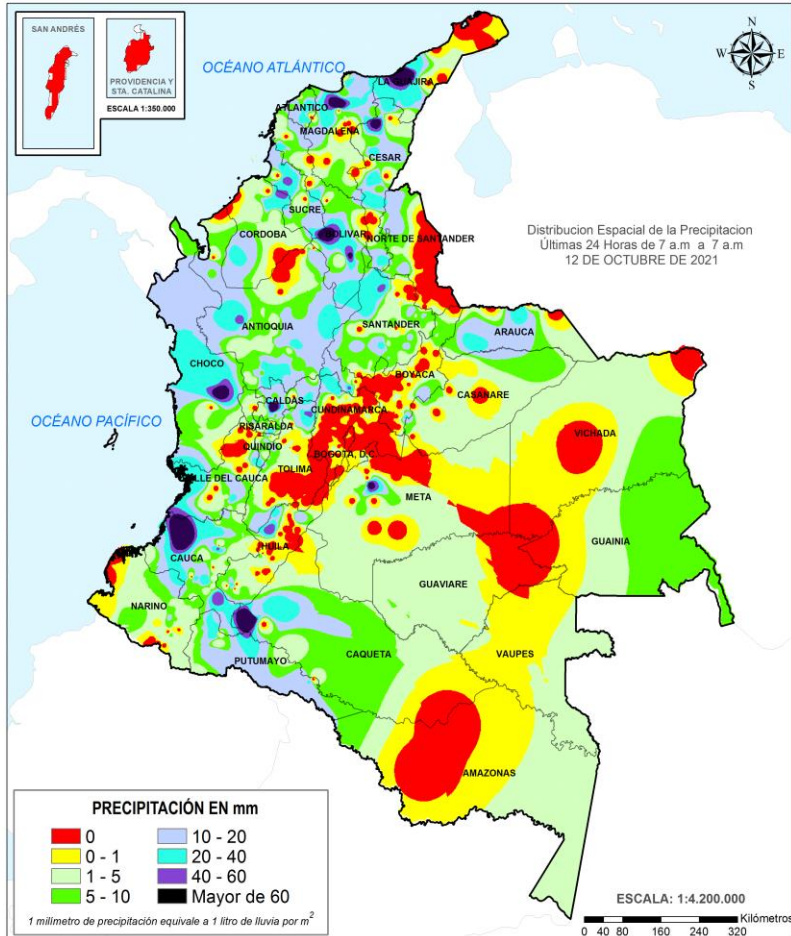 SAN ANDRÉS
PROVIDENCIA Y
STA. CATALINA
ESCALA 1:350.000
OCÉANO ATLÁNTICO
N
W
E
S
LA GUAJIRA
ATLANTICO
MAGDALENA
CESAR
SUCRE
BOLIVAR
CORDOBA
NORTE DE SANTANDER
Distribucion Espacial de la Precipitacion
Últimas 24 Horas de 7 a.m a 7 a.m
12 DE OCTUBRE DE 2021
ANTIOQUIA
SANTANDER
ARAUCA
CHOCO
BOYACA
CASANARE
CALDAS
CUNDINAMARCA
OCÉANO PACÍFICO
RISARALDA
VICHADA
QUINDIO
BOGOTA, D.C.
TOLIMA
VALLE DEL CAUCA
META
GUAINIA
HUILA
CAUCA
GUAVIARE
NARINO
VAUPES
CAQUETA
PUTUMAYO
AMAZONAS
PRECIPITACIÓN EN mm
0
0 - 1
1 - 5
5 - 10
10 - 20
20 - 40
40 - 60
Mayor de 60
1 milímetro de precipitación equivale a 1 litro de lluvia por m²
ESCALA: 1:4.200.000
Kilómetros
0 40 80 160 240 320